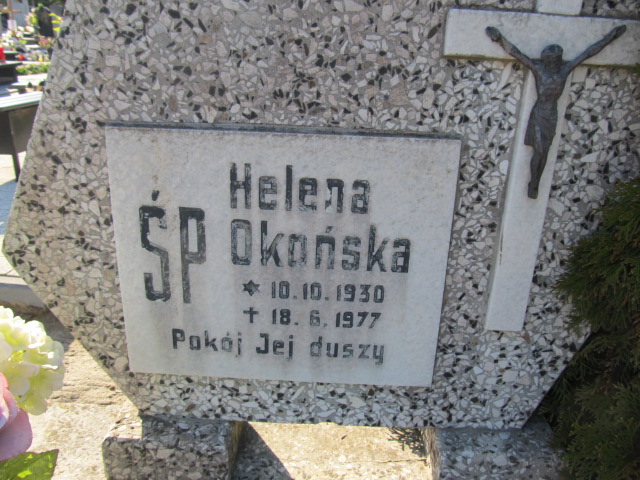 ŚP
Helena
Okońska
* 10.10.1930
+ 18.6.1977
Pokój Jej duszy